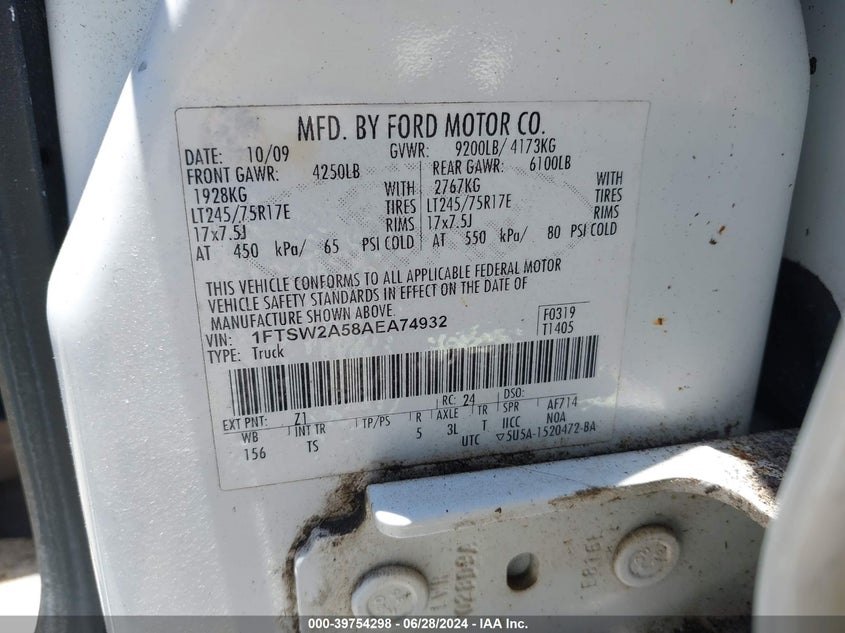 MFD. BY FORD MOTOR CO.
DATE: 10/09 GVWR: 9200LB/ 4173KG
FRONT GAWR: 4250LB REAR GAWR: 6100LB
1928KG WITH 2767KG WITH
LT245/75R17E TIRES LT245/75R17E TIRES
17x7.5J RIMS 17x7.5J RIMS
AT 450 kPa/ 65 PSI COLD AT 550 kPa/ 80 PSI COLD
THIS VEHICLE CONFORMS TO ALL APPLICABLE FEDERAL MOTOR
VEHICLE SAFETY STANDARDS IN EFFECT ON THE DATE OF
MANUFACTURE SHOWN ABOVE.
VIN: 1FTSW2A58AEA74932 F0319
TYPE: Truck T1405
EXT PNT: Z1 RC: 24 DSO:
WB INT TR TP/PS R AXLE TR SPR AF714
156 TS 5 3L T IICC NOA
UTC ▽5U5A-1520472-BA
000-39754298 - 06/28/2024 - IAA Inc.